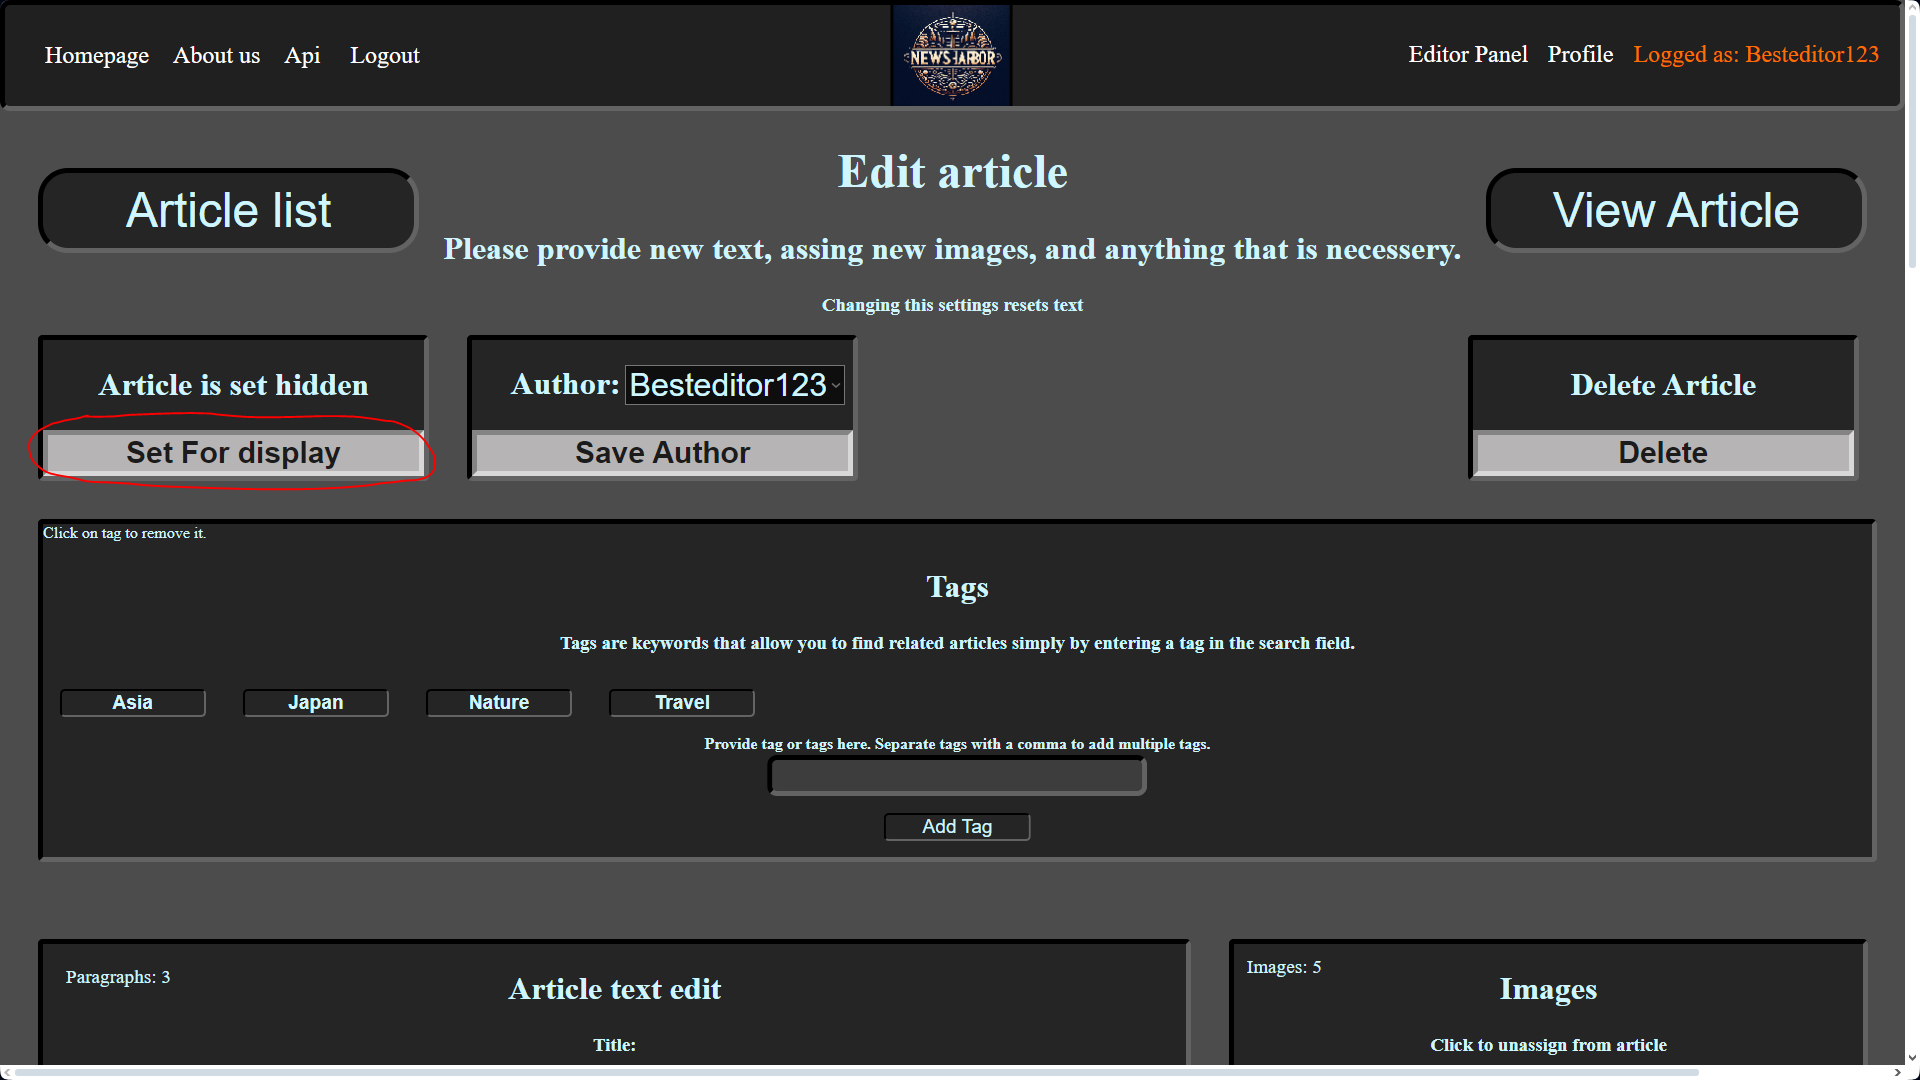 Homepage About us Api Logout
NEWS HARBOR
Editor Panel Profile Logged as: Besteditor123
Article list
Edit article
View Article
Please provide new text, assing new images, and anything that is necessery.
Changing this settings resets text
Article is set hidden
Set For display
Author: Besteditor123
Save Author
Delete Article
Delete
Click on tag to remove it.
Tags
Tags are keywords that allow you to find related articles simply by entering a tag in the search field.
Asia Japan Nature Travel
Provide tag or tags here. Separate tags with a comma to add multiple tags.
Add Tag
Paragraphs: 3
Article text edit
Title:
Images: 5
Images
Click to unassign from article